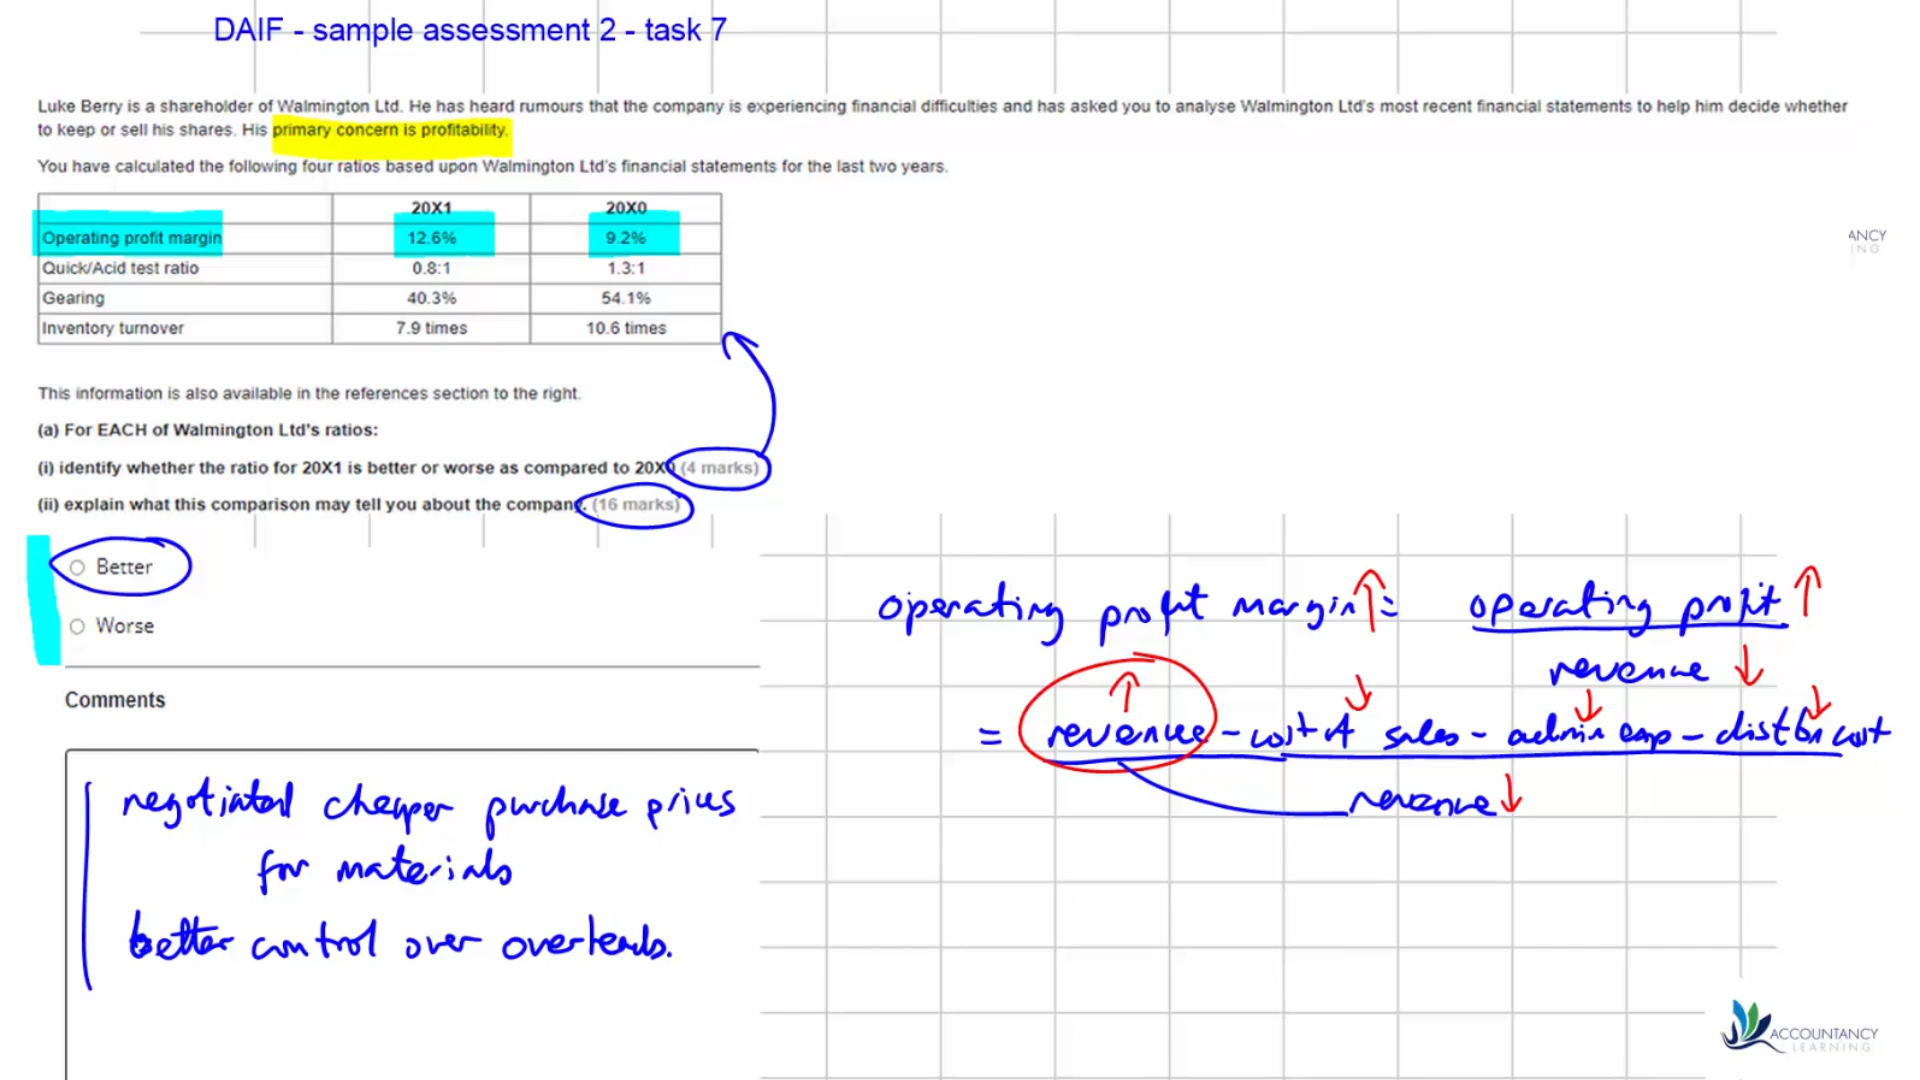 DAIF - sample assessment 2 - task 7
Luke Berry is a shareholder of Walmington Ltd. He has heard rumours that the company is experiencing financial difficulties and has asked you to analyse Walmington Ltd's most recent financial statements to help him decide whether
to keep or sell his shares. His primary concern is profitability.
You have calculated the following four ratios based upon Walmington Ltd's financial statements for the last two years.
20X1 20X0
Operating profit margin 12.6% 9.2%
ANCY
ING
Quick/Acid test ratio 0.8:1 1.3:1
Gearing 40.3% 54.1%
Inventory turnover 7.9 times 10.6 times
This information is also available in the references section to the right.
(a) For EACH of Walmington Ltd's ratios:
(i) identify whether the ratio for 20X1 is better or worse as compared to 20X0 (4 marks)
(ii) explain what this comparison may tell you about the company. (16 marks)
Better
Worse
Comments
negotiated cheaper purchase prices
for materials
better control over overheads.
operating profit margin ↑ = operating profit ↑
revenue ↓
↑ ↓ ↓ ↓
= revenue - cost of sales - admin exp - distbn cost
revenue ↓
ACCOUNTANCY
LEARNING